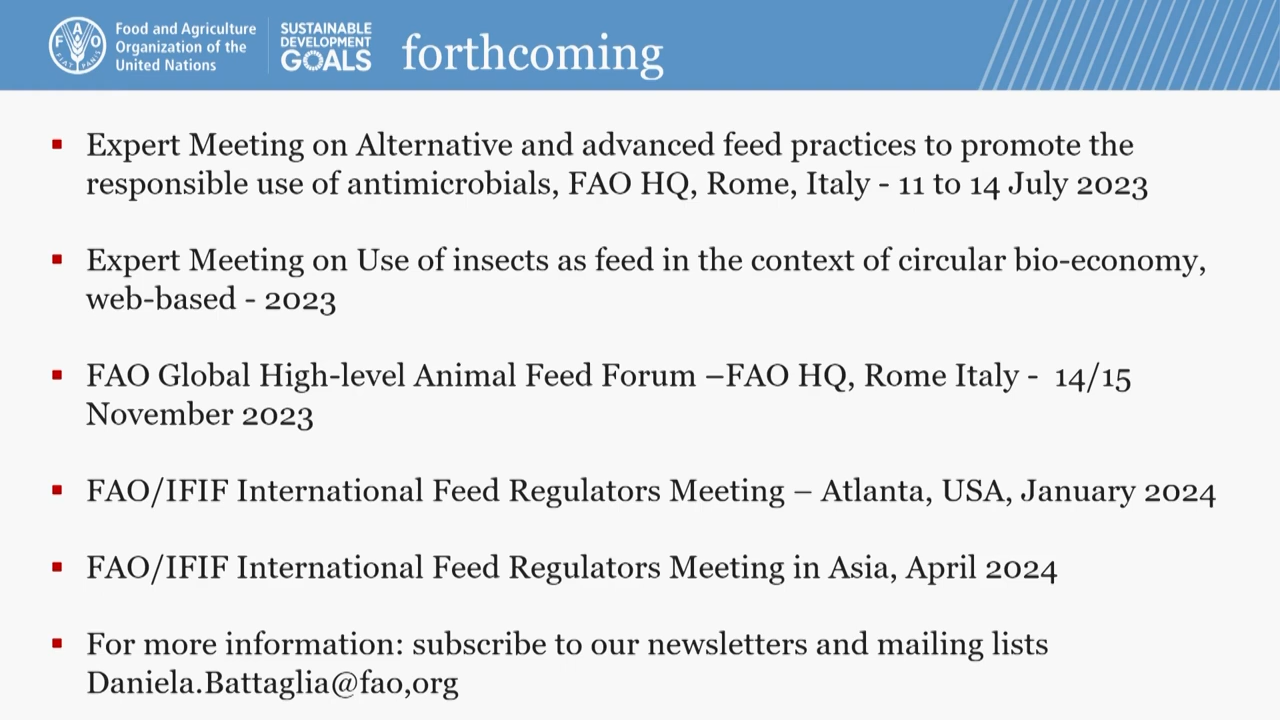 Food and Agriculture
Organization of the
United Nations
F A O
FIAT PANIS
SUSTAINABLE
DEVELOPMENT
GOALS
forthcoming
▪ Expert Meeting on Alternative and advanced feed practices to promote the
responsible use of antimicrobials, FAO HQ, Rome, Italy - 11 to 14 July 2023
▪ Expert Meeting on Use of insects as feed in the context of circular bio-economy,
web-based - 2023
▪ FAO Global High-level Animal Feed Forum –FAO HQ, Rome Italy -  14/15
November 2023
▪ FAO/IFIF International Feed Regulators Meeting – Atlanta, USA, January 2024
▪ FAO/IFIF International Feed Regulators Meeting in Asia, April 2024
▪ For more information: subscribe to our newsletters and mailing lists
Daniela.Battaglia@fao,org